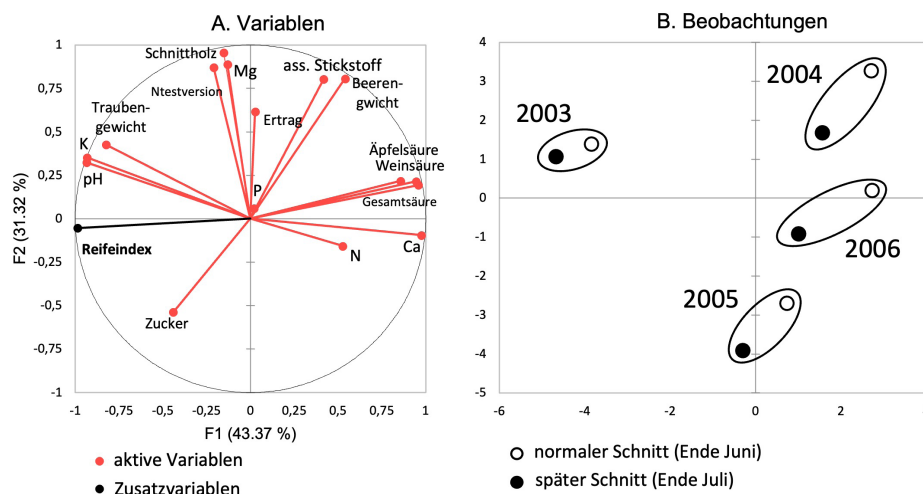 A. Variablen
1
0,75
0,5
0,25
0
-0,25
-0,5
-0,75
-1
F2 (31.32 %)
Schnittholz
Mg
Ntestversion
ass. Stickstoff
Beeren-
gewicht
Ertrag
Trauben-
gewicht
K
pH
P
Äpfelsäure
Weinsäure
Gesamtsäure
Reifeindex
Ca
N
Zucker
-1
-0,75
-0,5
-0,25
0
0,25
0,5
0,75
1
F1 (43.37 %)
aktive Variablen
Zusatzvariablen
B. Beobachtungen
4
3
2
1
0
-1
-2
-3
-4
-5
2003
2004
2006
2005
-6
-4
-2
0
2
normaler Schnitt (Ende Juni)
später Schnitt (Ende Juli)